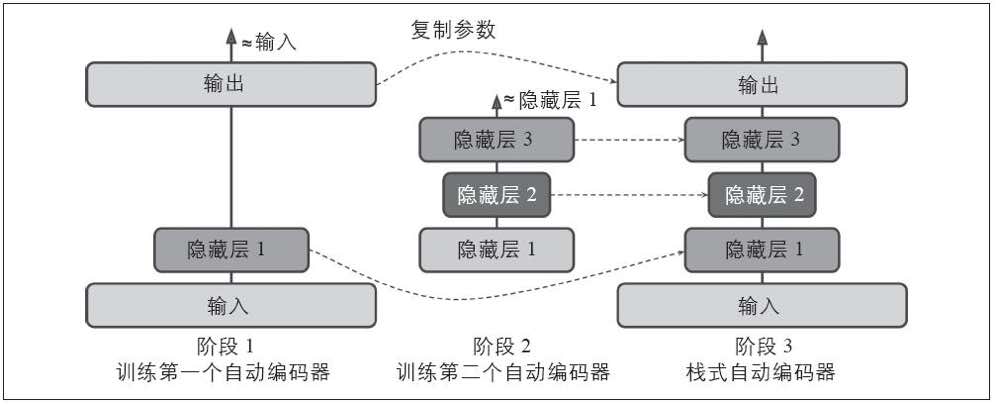 复制参数
≈输入
输出
隐藏层 1
输入
阶段 1
训练第一个自动编码器
≈隐藏层 1
隐藏层 3
隐藏层 2
隐藏层 1
阶段 2
训练第二个自动编码器
输出
隐藏层 3
隐藏层 2
隐藏层 1
输入
阶段 3
栈式自动编码器